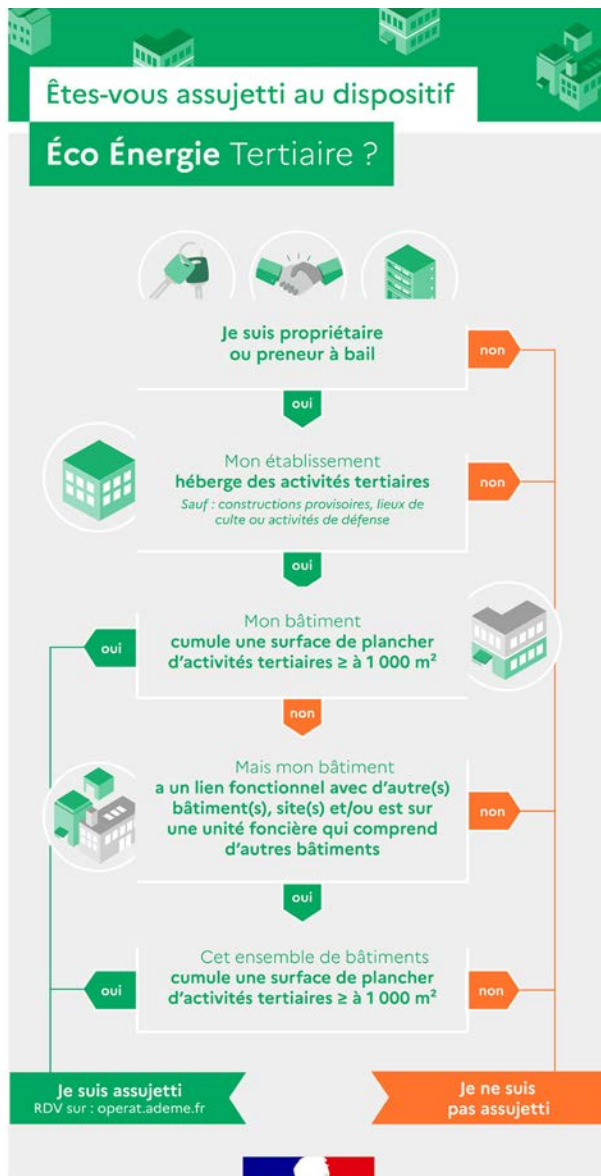 Êtes-vous assujetti au dispositif
Éco Énergie Tertiaire ?
Je suis propriétaire
ou preneur à bail
non
oui
Mon établissement
héberge des activités tertiaires
Sauf : constructions provisoires, lieux de
culte ou activités de défense
non
oui
Mon bâtiment
cumule une surface de plancher
d'activités tertiaires ≥ à 1 000 m²
oui
non
Mais mon bâtiment
a un lien fonctionnel avec d'autre(s)
bâtiment(s), site(s) et/ou est sur
une unité foncière qui comprend
d'autres bâtiments
non
oui
Cet ensemble de bâtiments
cumule une surface de plancher
d'activités tertiaires ≥ à 1 000 m²
oui
non
Je suis assujetti
RDV sur : operat.ademe.fr
Je ne suis
pas assujetti